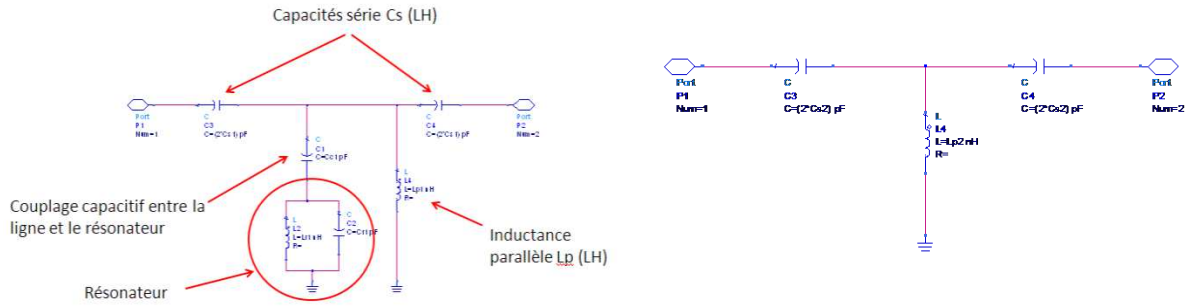 Capacités série Cs (LH)
Port
P1
Num=1
C
C3
C=(2*Cs1) pF
C
C4
C=(2*Cs1) pF
Port
P2
Num=2
C
C1
C=Cc1 pF
L
L4
L=Lp1 nH
R=
Couplage capacitif entre la
ligne et le résonateur
L
L2
L=Lr1 nH
R=
C
C2
C=Cr1 pF
Inductance
parallèle Lp (LH)
Résonateur
Port
P1
Num=1
C
C3
C=(2*Cs2) pF
C
C4
C=(2*Cs2) pF
Port
P2
Num=2
L
L4
L=Lp2 nH
R=